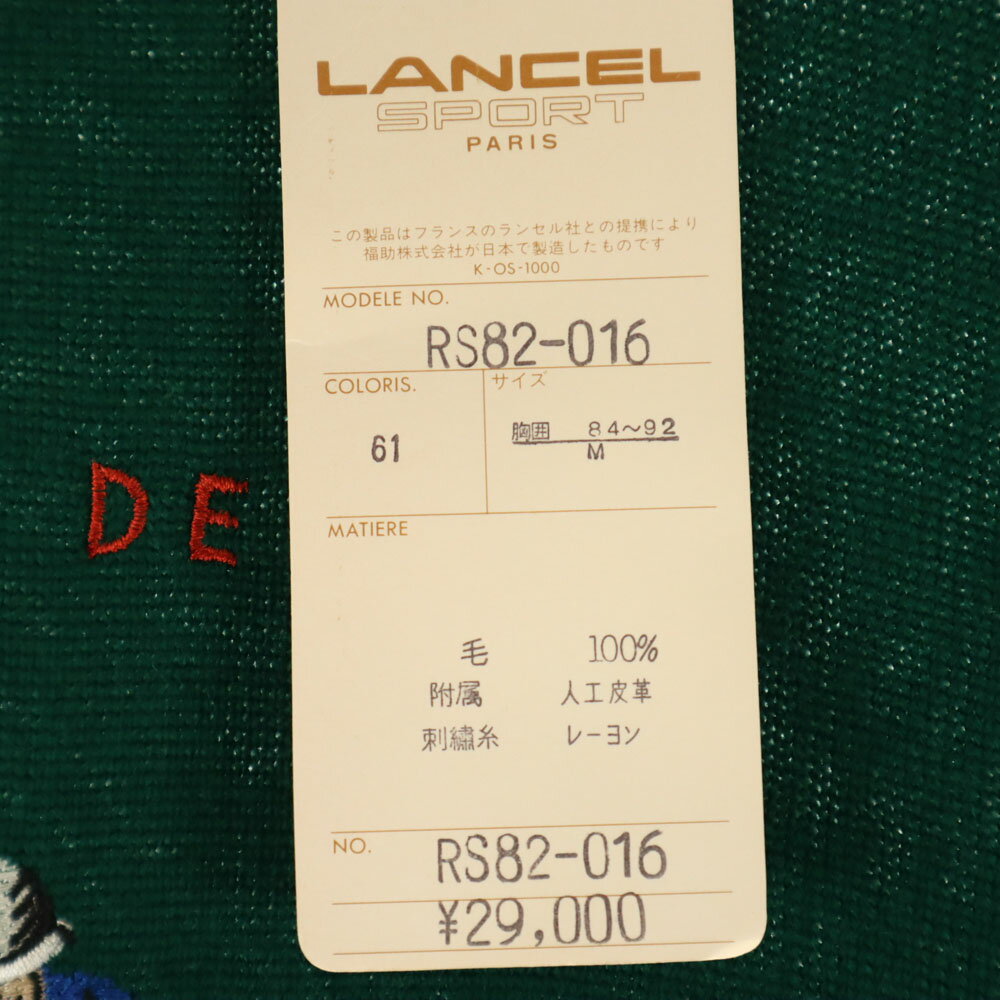 LANCEL
SPORT
PARIS
この製品はフランスのランセル社との提携により
福助株式会社が日本で製造したものです
K-OS-1000
MODELE NO.
RS82-016
COLORIS.
サイズ
61
胸囲 84～92
M
DE
MATIERE
毛 100%
附属 人工皮革
刺繡糸 レーヨン
NO.
RS82-016
¥29,000